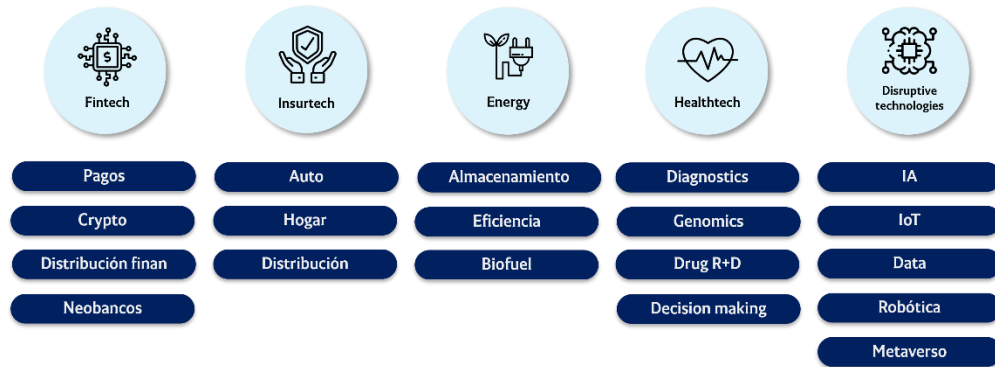 $
Fintech
Insurtech
Energy
Healthtech
Disruptive
technologies
Pagos
Crypto
Distribución finan
Neobancos
Auto
Hogar
Distribución
Almacenamiento
Eficiencia
Biofuel
Diagnostics
Genomics
Drug R+D
Decision making
IA
IoT
Data
Robótica
Metaverso